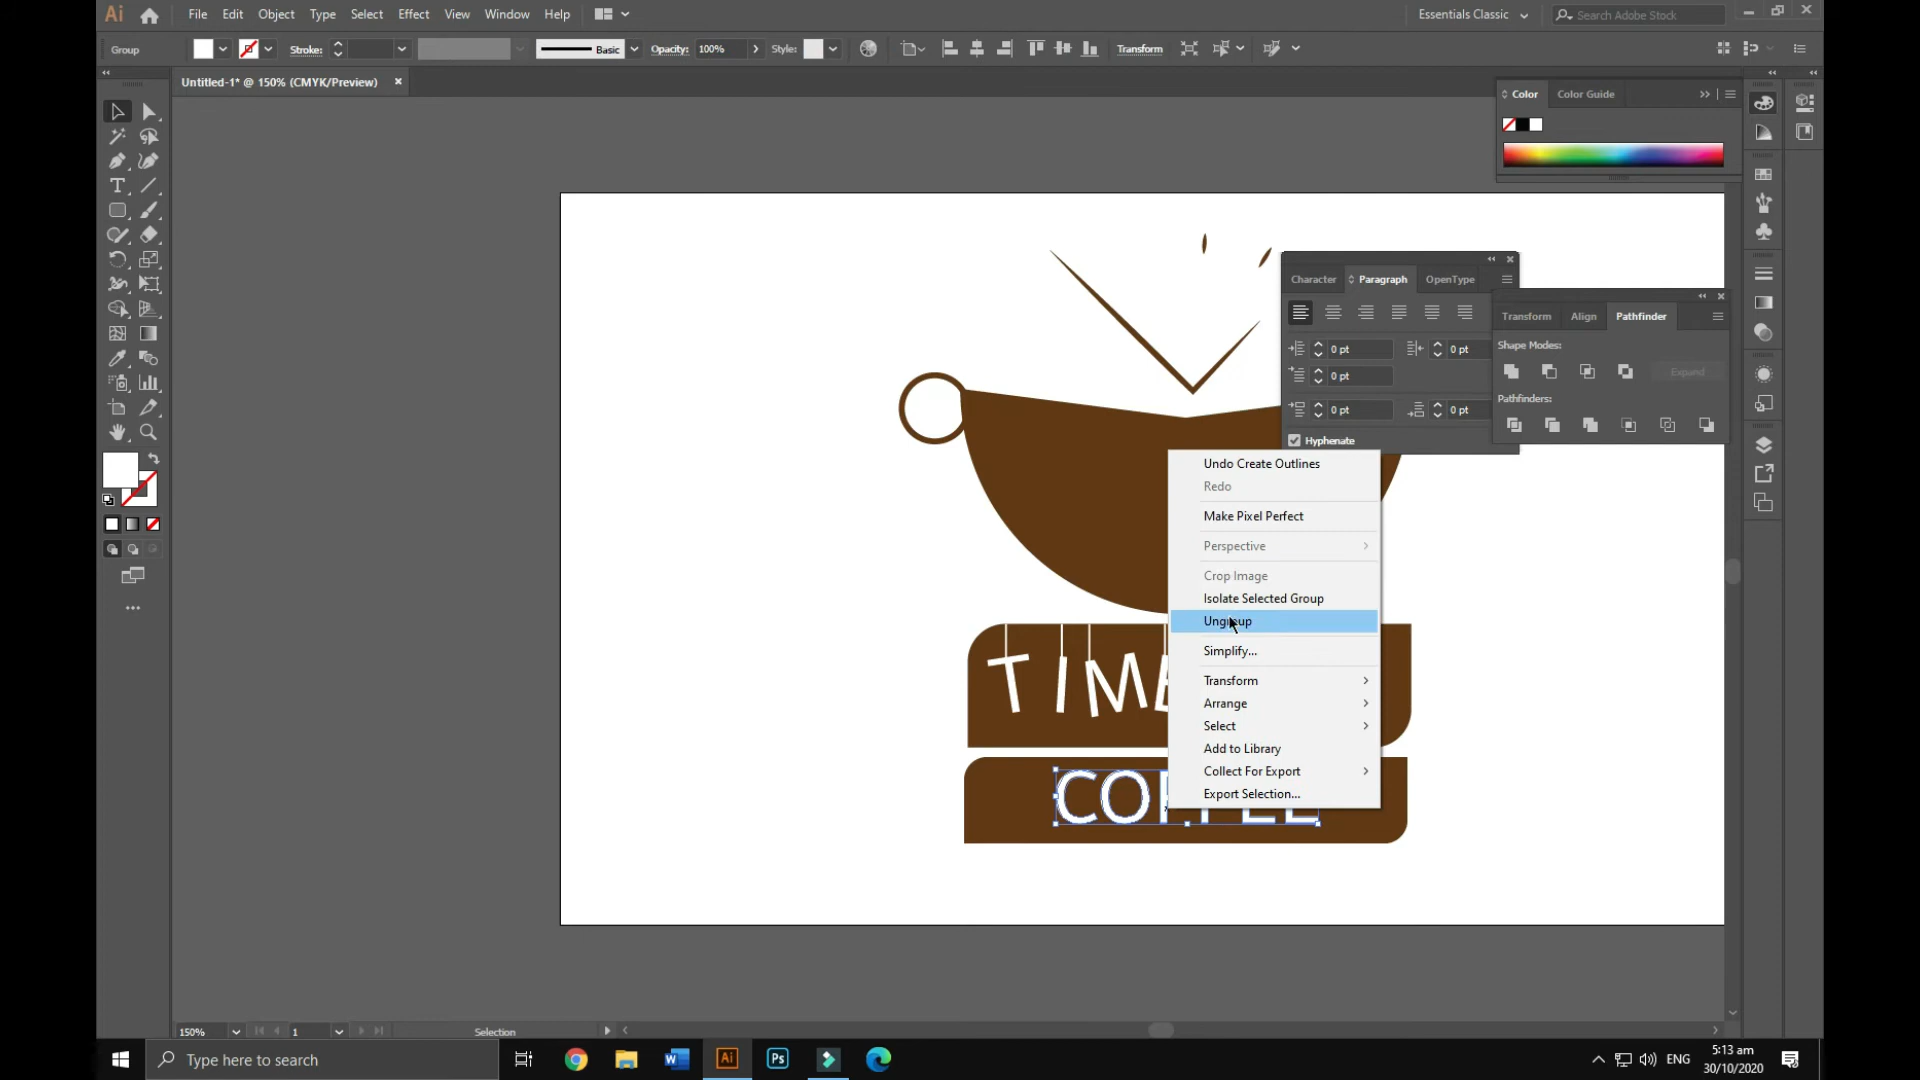 Ai File Edit Object Type Select Effect View Window Help Essentials Classic Search Adobe Stock
Group Stroke: Basic Opacity: 100% Style: Transform
Untitled-1* @ 150% (CMYK/Preview)
Color Color Guide
Character Paragraph OpenType
0 pt 0 pt
0 pt
0 pt 0 pt
Hyphenate
Transform Align Pathfinder
Shape Modes:
Expand
Pathfinders:
Undo Create Outlines
Redo
Make Pixel Perfect
Perspective
Crop Image
Isolate Selected Group
Ungroup
Simplify...
Transform
Arrange
Select
Add to Library
Collect For Export
Export Selection...
TIME
COFFEE
150% 1 Selection
Type here to search Ai Ps ENG 5:13 am
30/10/2020